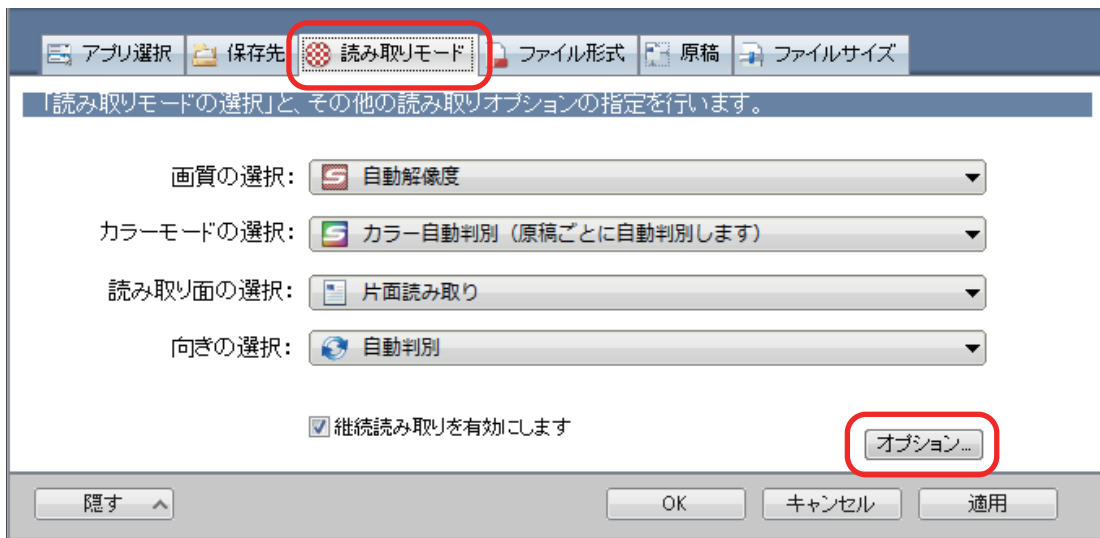 アプリ選択 保存先 読み取りモード ファイル形式 原稿 ファイルサイズ
「読み取りモードの選択」と、その他の読み取りオプションの指定を行います。
画質の選択: 自動解像度
カラーモードの選択: カラー自動判別（原稿ごとに自動判別します）
読み取り面の選択: 片面読み取り
向きの選択: 自動判別
継続読み取りを有効にします
オプション...
隠す OK キャンセル 適用